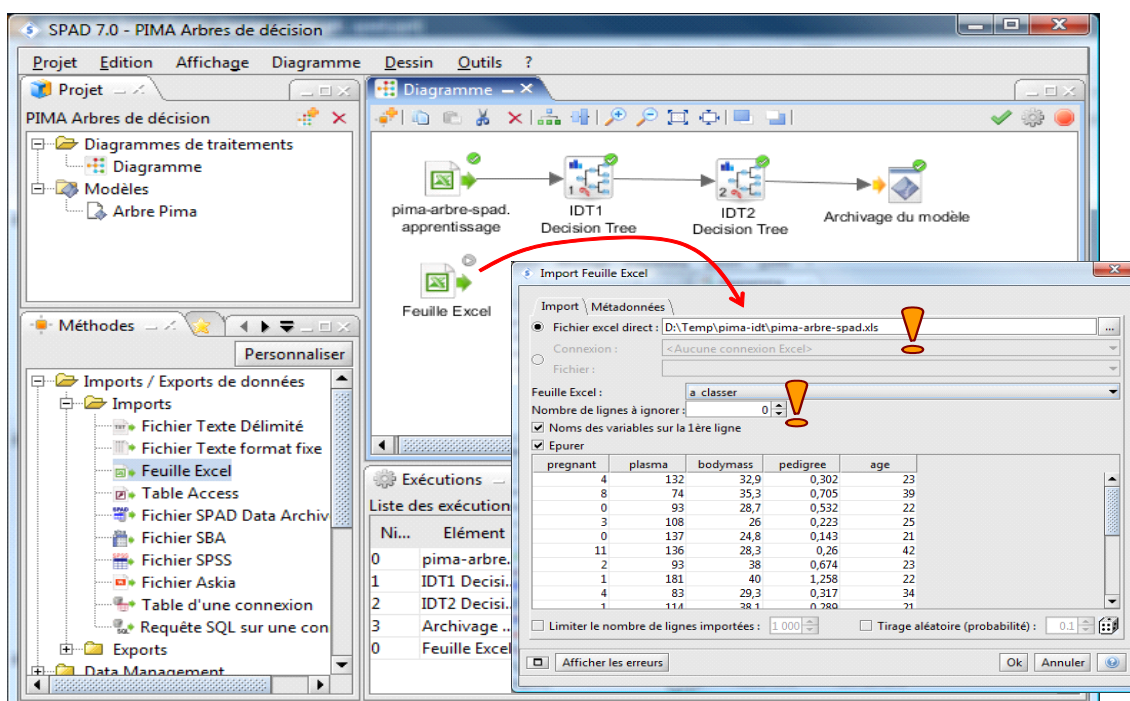 SPAD 7.0 - PIMA Arbres de décision
Projet Edition Affichage Diagramme Dessin Outils ?
Projet
PIMA Arbres de décision
Diagrammes de traitements
Diagramme
Modèles
Arbre Pima
Méthodes
Personnaliser
Imports / Exports de données
Imports
Fichier Texte Délimité
Fichier Texte format fixe
Feuille Excel
Table Access
Fichier SPAD Data Archiv
Fichier SBA
Fichier SPSS
Fichier Askia
Table d'une connexion
Requête SQL sur une con
Exports
Data Management
Diagramme
pima-arbre-spad.
apprentissage
IDT1
Decision Tree
IDT2
Decision Tree
Archivage du modèle
Feuille Excel
Exécutions
Liste des exécution
Ni... Elément
0 pima-arbre.
1 IDT1 Decisi..
2 IDT2 Decisi..
3 Archivage ..
0 Feuille Excel
Import Feuille Excel
Import Métadonnées
Fichier excel direct : D:\Temp\pima-idt\pima-arbre-spad.xls ...
Connexion : <Aucune connexion Excel>
Fichier :
Feuille Excel : a classer
Nombre de lignes à ignorer : 0
Noms des variables sur la 1ère ligne
Epurer
pregnant plasma bodymass pedigree age
4 132 32,9 0,302 23
8 74 35,3 0,705 39
0 93 28,7 0,532 22
3 108 26 0,223 25
0 137 24,8 0,143 21
11 136 28,3 0,26 42
2 93 38 0,674 23
1 181 40 1,258 22
4 83 29,3 0,317 34
1 114 38,1 0,289 21
Limiter le nombre de lignes importées : 1 000 Tirage aléatoire (probabilité) : 0.1
Afficher les erreurs Ok Annuler